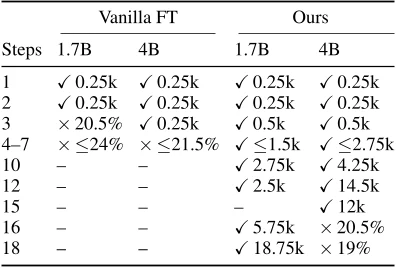 Vanilla FT Ours
Steps 1.7B 4B 1.7B 4B
1 ✓ 0.25k ✓ 0.25k ✓ 0.25k ✓ 0.25k
2 ✓ 0.25k ✓ 0.25k ✓ 0.25k ✓ 0.25k
3 × 20.5% ✓ 0.25k ✓ 0.5k ✓ 0.5k
4–7 × ≤24% × ≤21.5% ✓ ≤1.5k ✓ ≤2.75k
10 – – ✓ 2.75k ✓ 4.25k
12 – – ✓ 2.5k ✓ 14.5k
15 – – – ✓ 12k
16 – – ✓ 5.75k × 20.5%
18 – – ✓ 18.75k × 19%